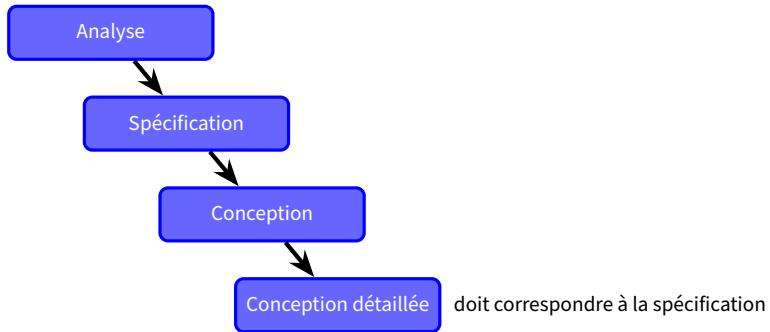 Analyse
Spécification
Conception
Conception détaillée doit correspondre à la spécification